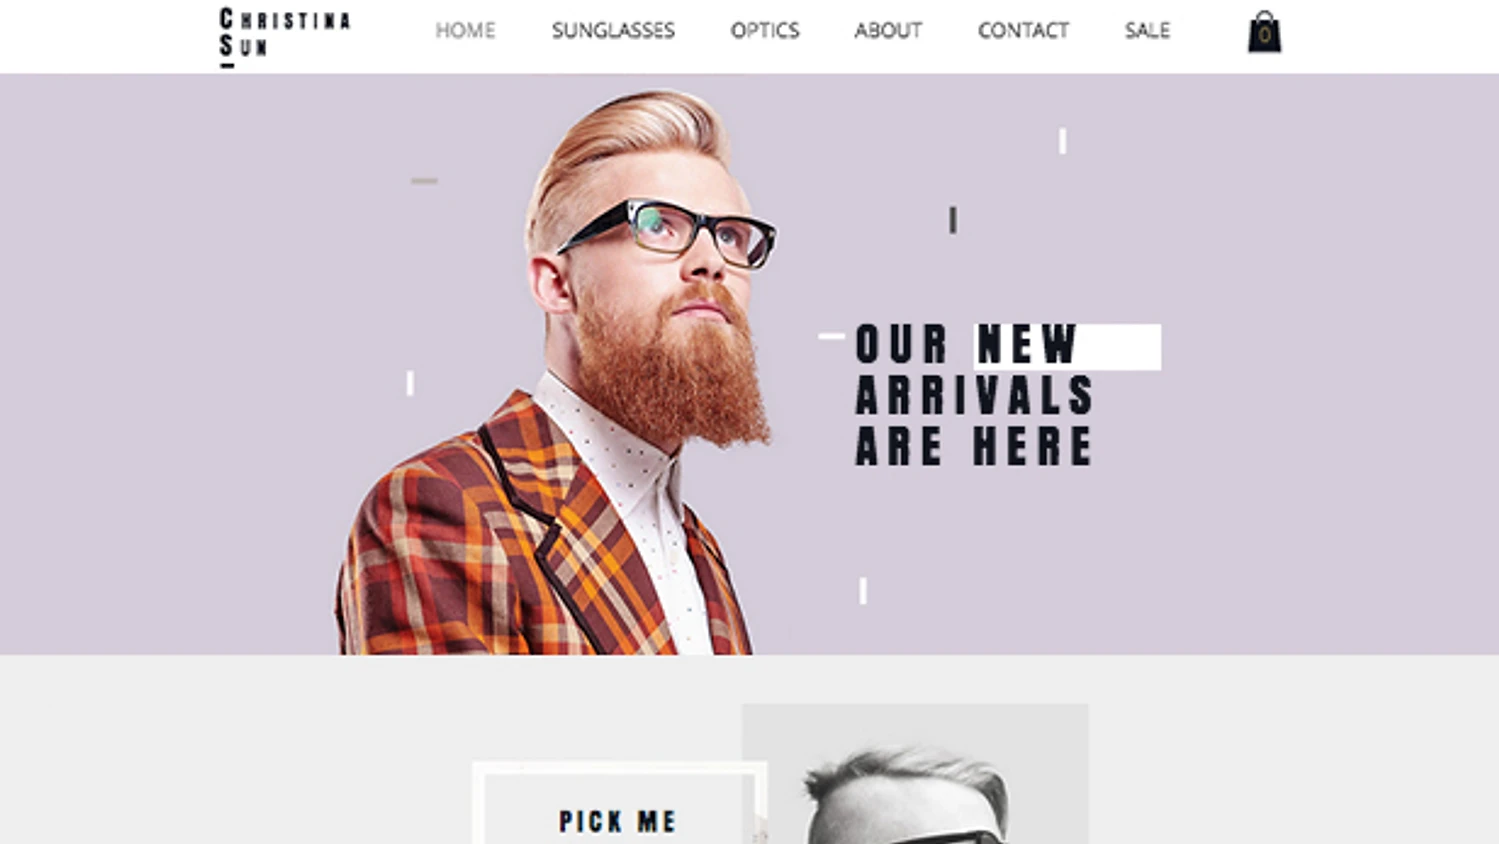 CHRISTINA
SUN
HOME SUNGLASSES OPTICS ABOUT CONTACT SALE 0
OUR NEW
ARRIVALS
ARE HERE
PICK ME